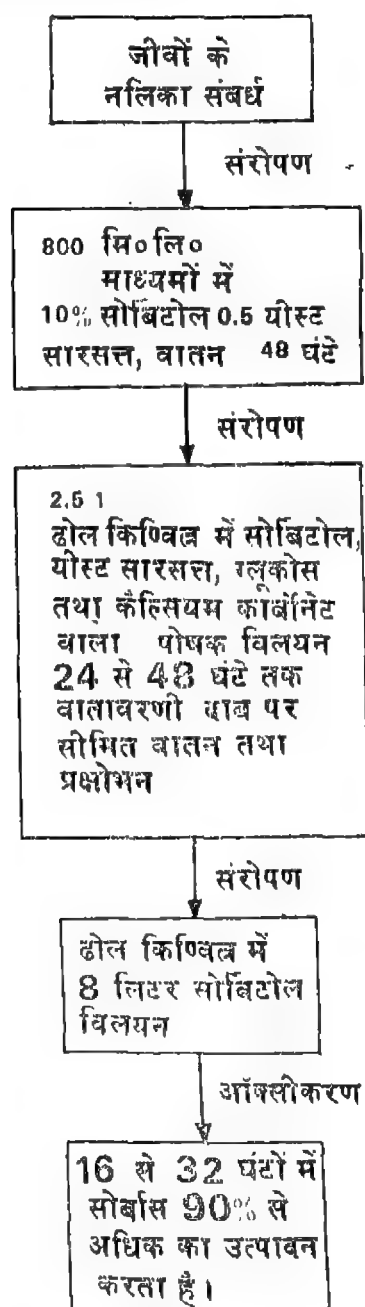 जीवों के
नलिका संबर्ध
संरोपण
800 मि०लि०
माध्यमों में
10% सोर्बिटोल 0.5 यीस्ट
सारसत्त, वातन 48 घंटे
संरोपण
2.5 1
ढोल किण्वित्र में सोर्बिटोल,
यीस्ट सारसत्त, ग्लूकोस
तथा कैल्सियम कार्बोनेट
वाला पोषक विलयन
24 से 48 घंटे तक
वातावरणी दाब पर
सीमित वातन तथा
प्रक्षोभन
संरोपण
ढोल किण्वित्र में
8 लिटर सोर्बिटोल
विलयन
ऑक्सीकरण
16 से 32 घंटों में
सोर्बोस 90% से
अधिक का उत्पादन
करता है।